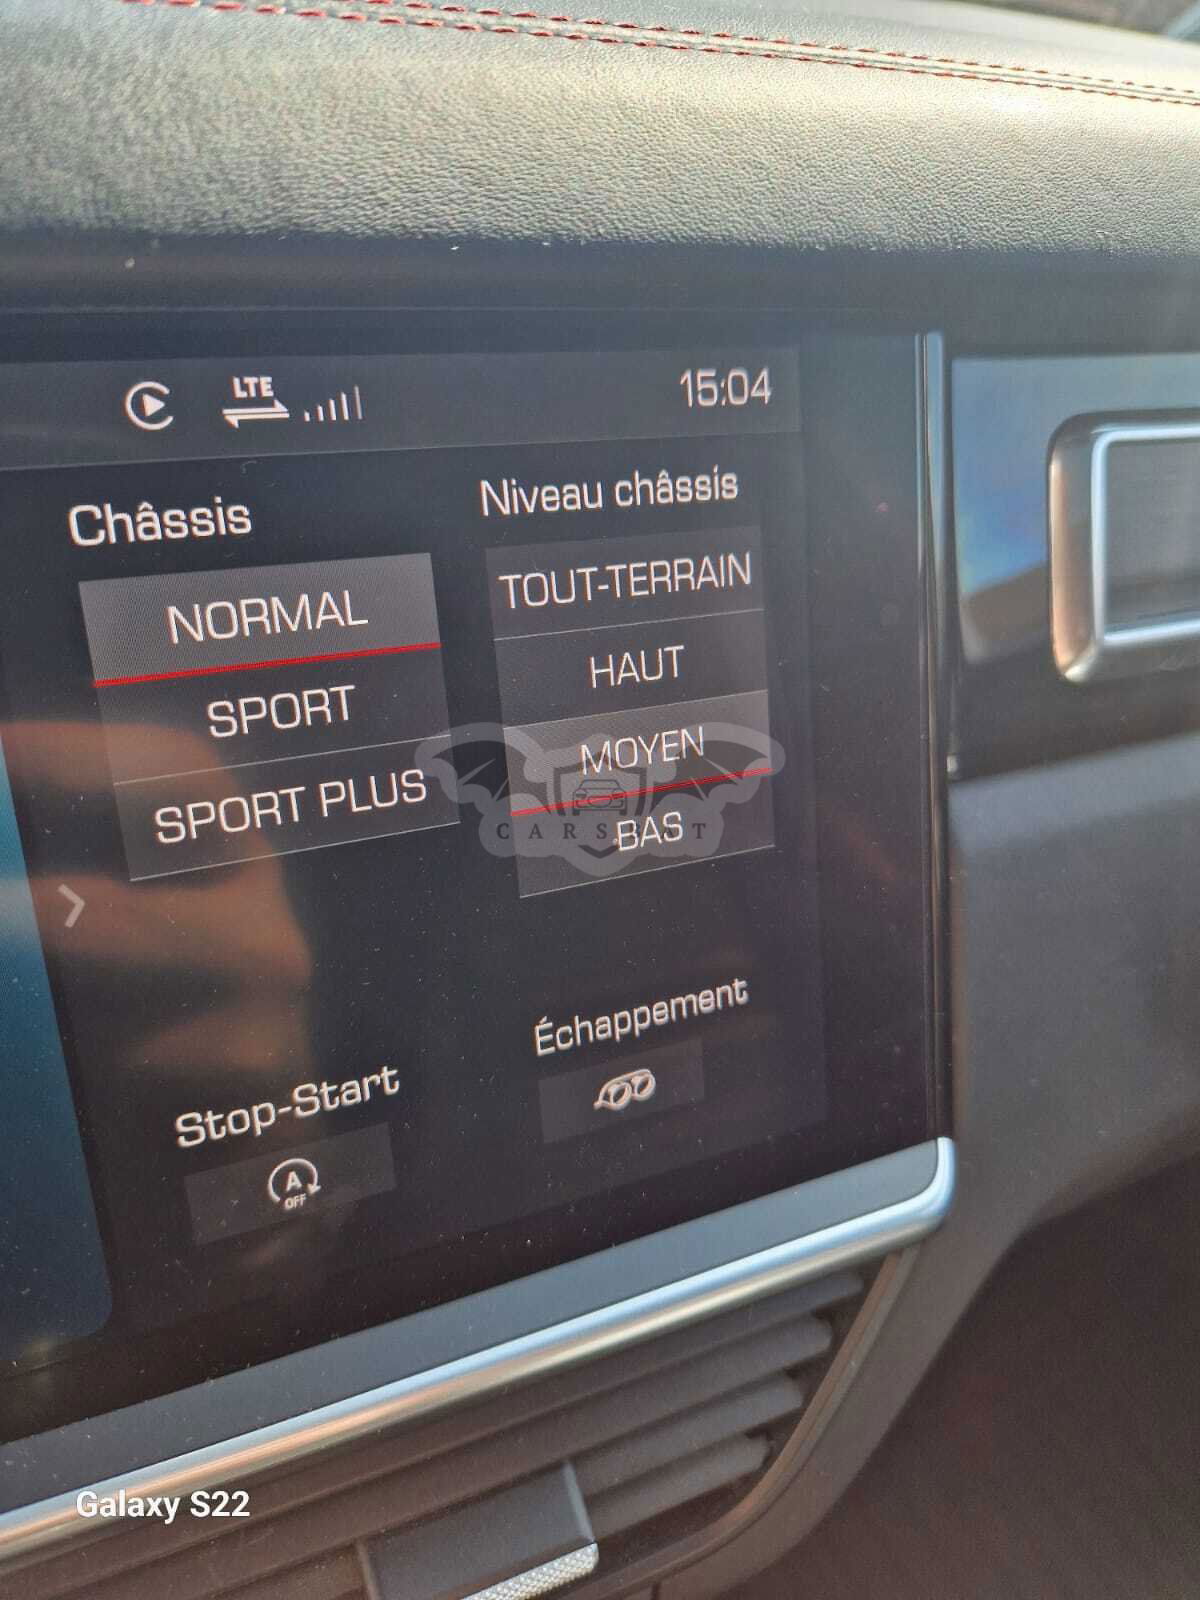 LTE
15:04
Châssis
NORMAL
SPORT
SPORT PLUS
Niveau châssis
TOUT-TERRAIN
HAUT
MOYEN
BAS
CARSBAT
Stop-Start
A
OFF
Échappement
Galaxy S22